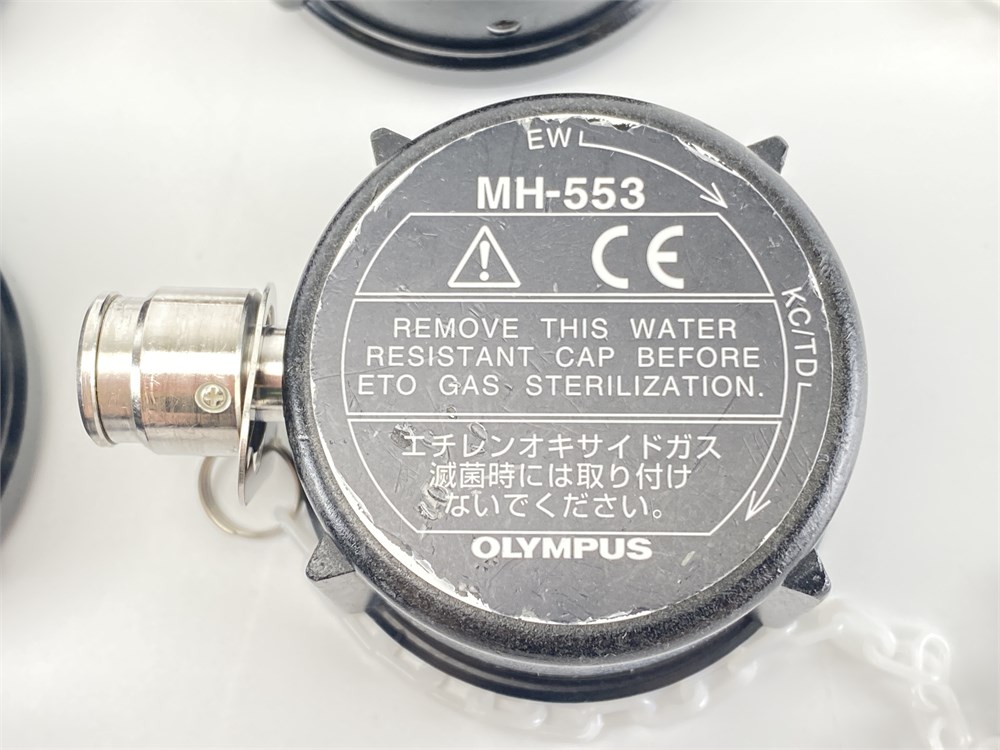 EW
MH-553
CE
KC/TD
REMOVE THIS WATER
RESISTANT CAP BEFORE
ETO GAS STERILIZATION.
エチレンオキサイドガス
滅菌時には取り付け
ないでください。
OLYMPUS